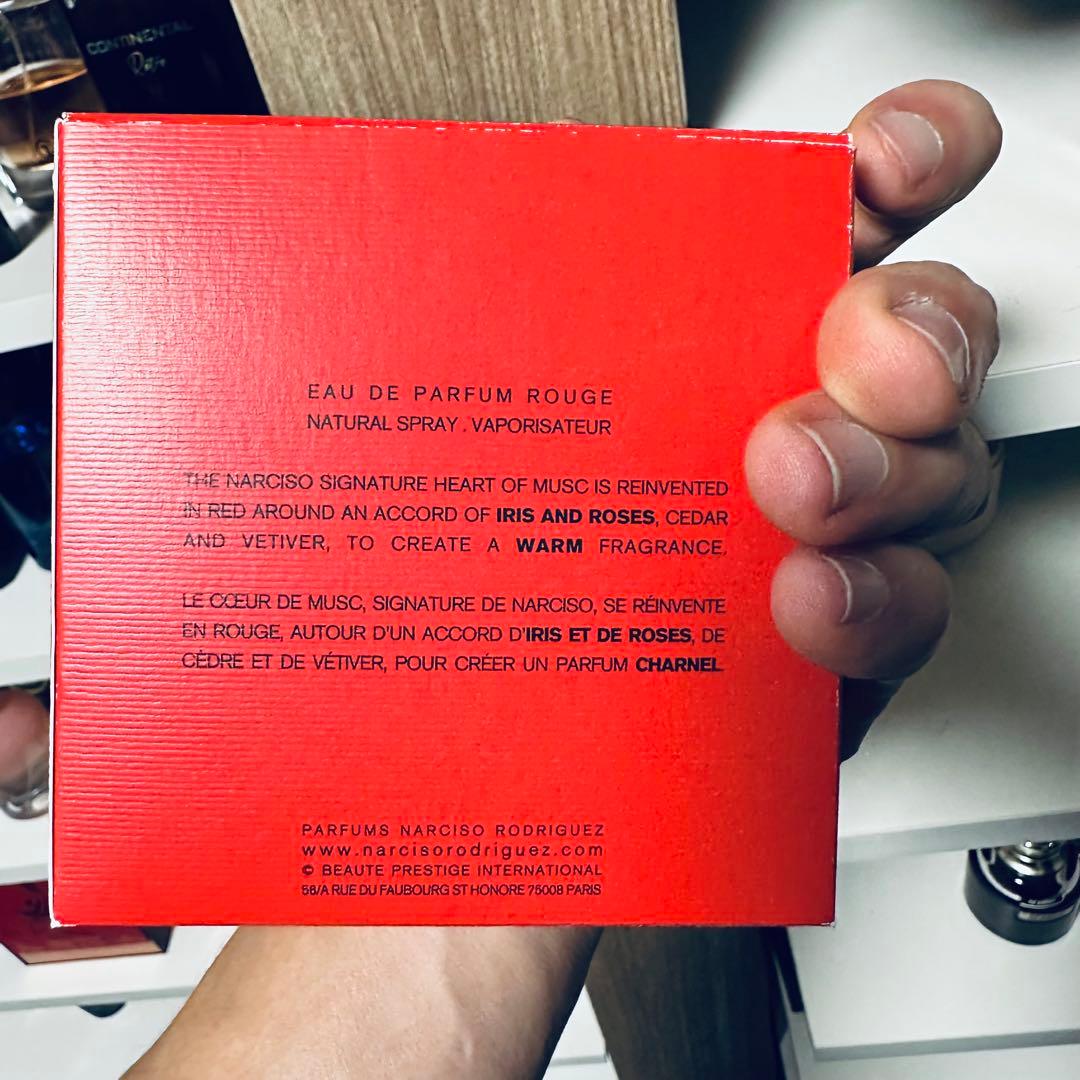 CONTINENTAL
EAU DE PARFUM ROUGE
NATURAL SPRAY . VAPORISATEUR
THE NARCISO SIGNATURE HEART OF MUSC IS REINVENTED
IN RED AROUND AN ACCORD OF IRIS AND ROSES, CEDAR
AND VETIVER, TO CREATE A WARM FRAGRANCE.
LE CŒUR DE MUSC, SIGNATURE DE NARCISO, SE RÉINVENTE
EN ROUGE, AUTOUR D'UN ACCORD D'IRIS ET DE ROSES, DE
CÈDRE ET DE VÉTIVER, POUR CRÉER UN PARFUM CHARNEL.
PARFUMS NARCISO RODRIGUEZ
www.narcisorodriguez.com
© BEAUTE PRESTIGE INTERNATIONAL
56/A RUE DU FAUBOURG ST HONORE 75008 PARIS